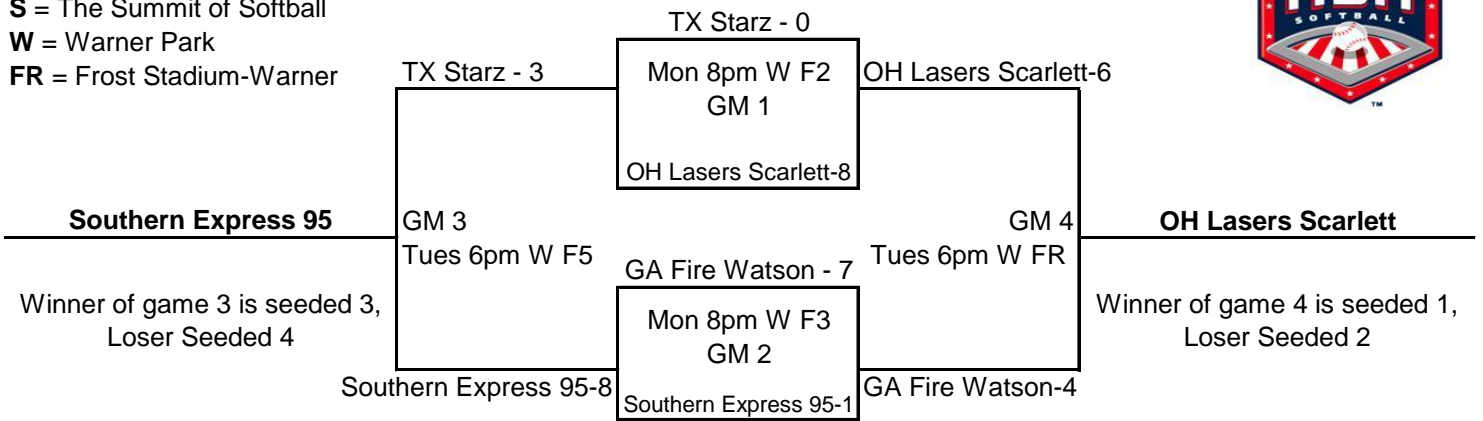 S = The Summit of Softball
W = Warner Park
FR = Frost Stadium-Warner
SOFTBALL
TM
TX Starz - 0
TX Starz - 3
Mon 8pm W F2
GM 1
OH Lasers Scarlett-6
OH Lasers Scarlett-8
Southern Express 95
GM 3
Tues 6pm W F5
GM 4
Tues 6pm W FR
OH Lasers Scarlett
GA Fire Watson - 7
Winner of game 3 is seeded 3,
Loser Seeded 4
Mon 8pm W F3
GM 2
Winner of game 4 is seeded 1,
Loser Seeded 2
Southern Express 95-8
Southern Express 95-1
GA Fire Watson-4